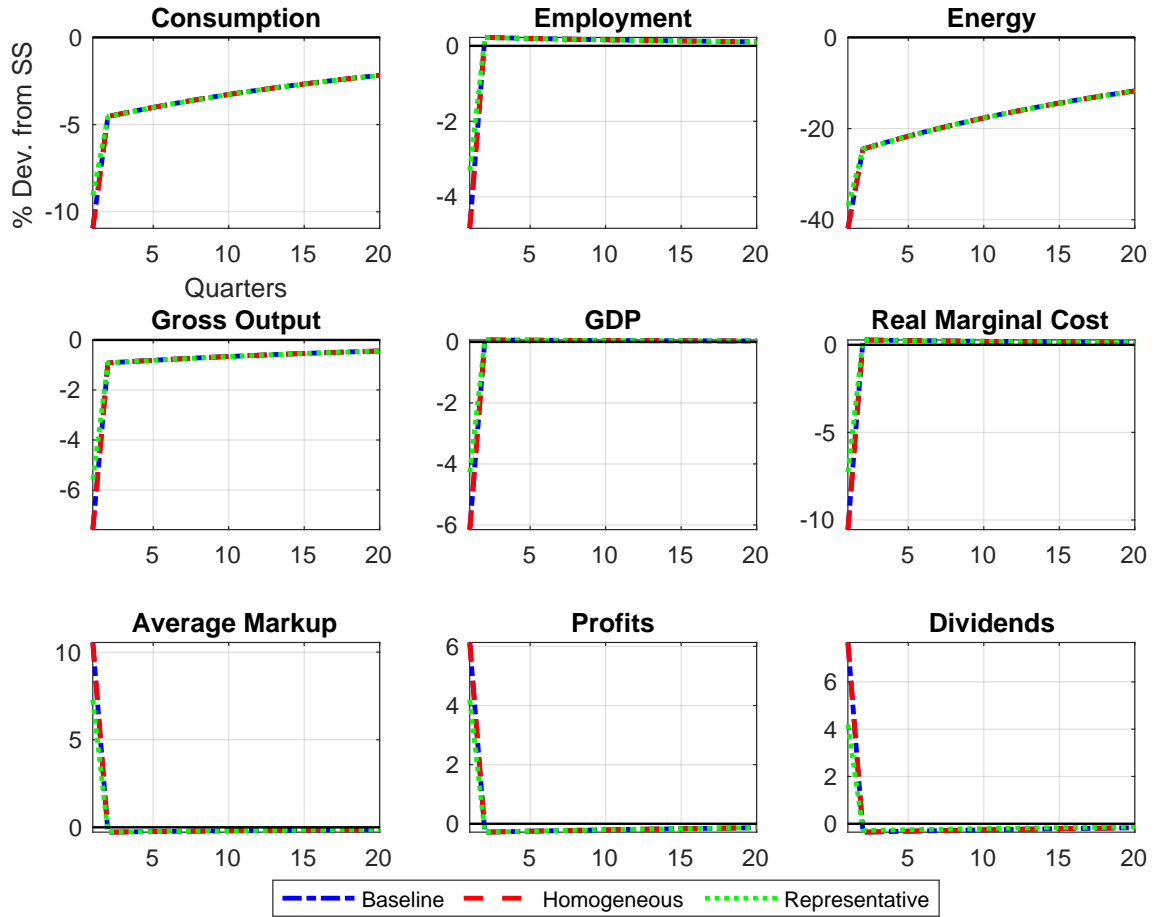 Consumption
Employment
Energy
% Dev. from SS
0
-5
-10
5 10 15 20
0
-2
-4
5 10 15 20
0
-20
-40
5 10 15 20
Quarters
Gross Output
GDP
Real Marginal Cost
0
-2
-4
-6
5 10 15 20
0
-2
-4
-6
5 10 15 20
0
-5
-10
5 10 15 20
Average Markup
Profits
Dividends
10
5
0
5 10 15 20
6
4
2
0
5 10 15 20
6
4
2
0
5 10 15 20
Baseline Homogeneous Representative